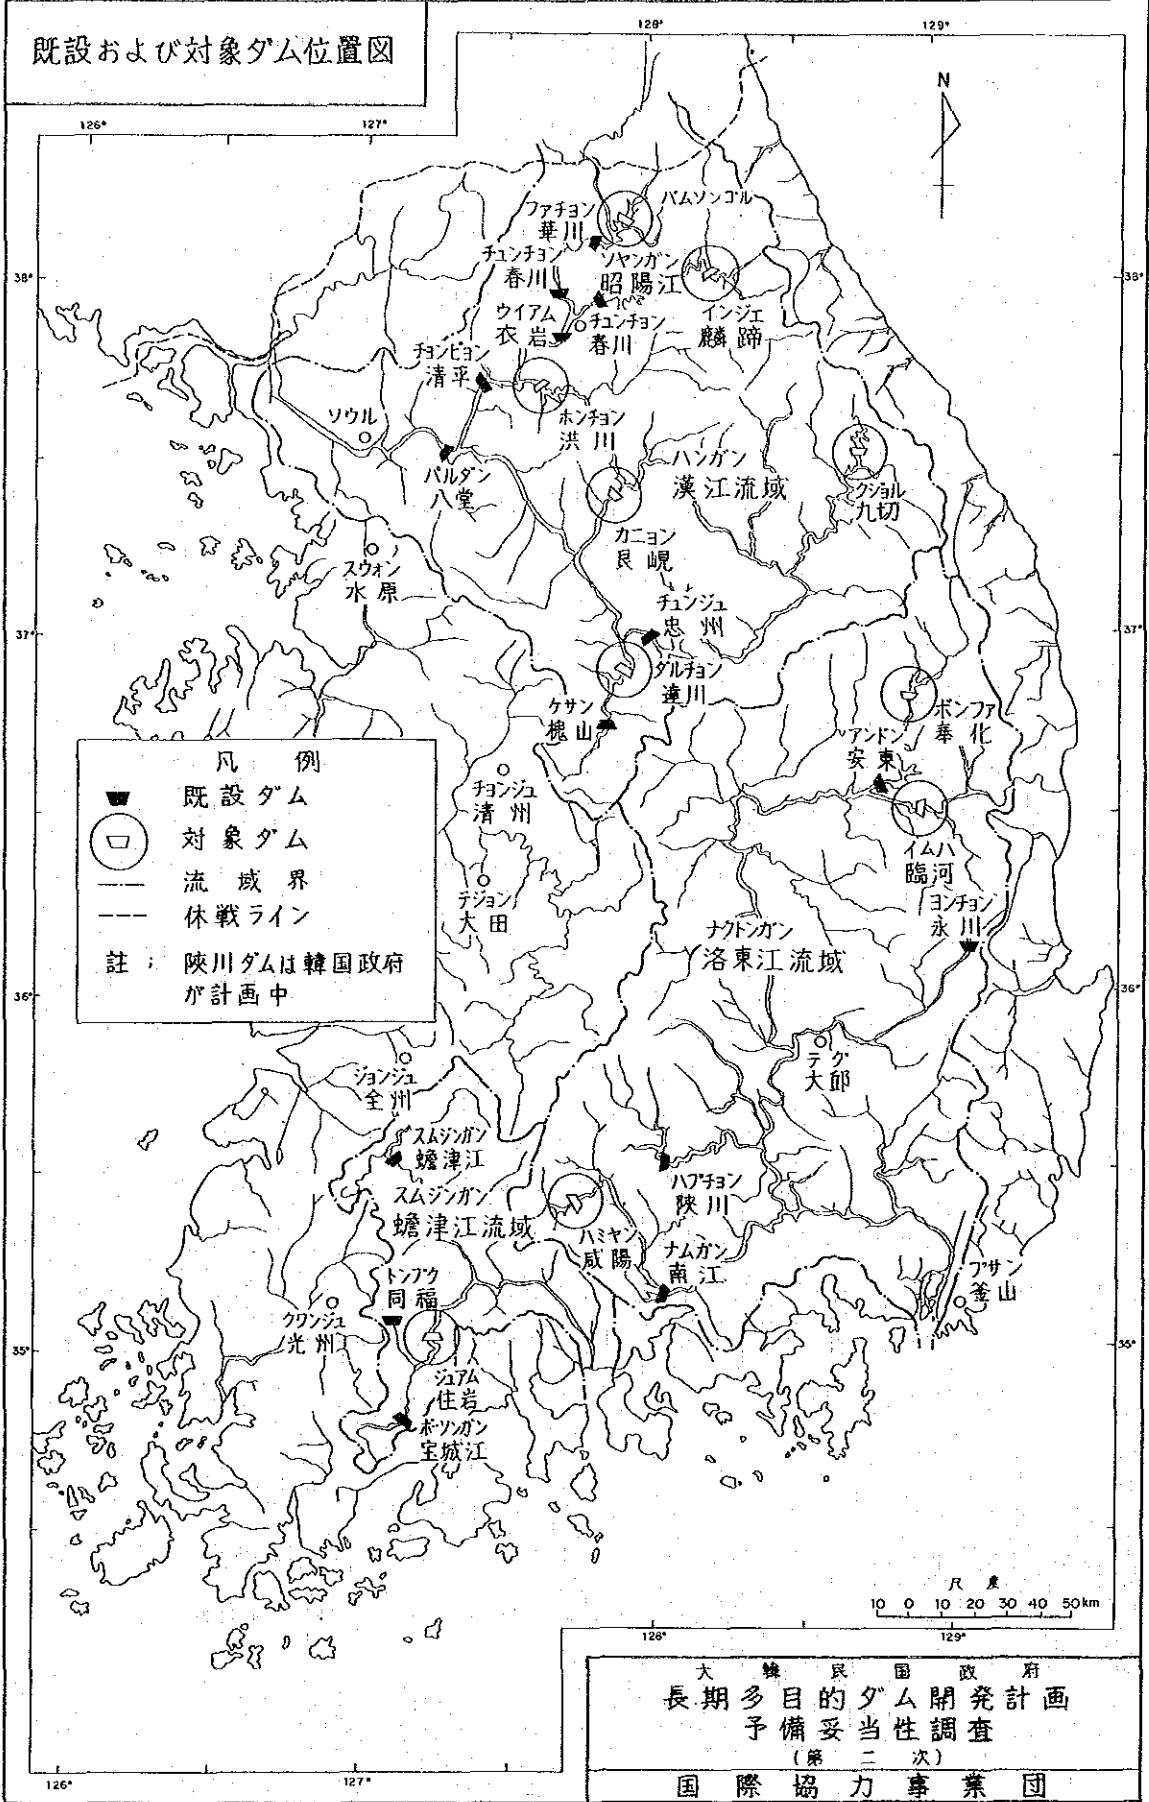 既設および対象ダム位置図
128°
129°
126°
127°
N
バムソンゴル
ファチョン
華川
チュンチョン
春川
ソヤンガン
昭陽江
38°
38°
インジェ
麟蹄
ウイアム
衣岩
チュンチョン
春川
チョンピョン
清平
ソウル
ホンチョン
洪川
パルダン
八堂
ハンガン
漢江流域
クジョル
九切
カニョン
艮峴
スウォン
水原
チュンジュ
忠州
37°
37°
ダルチョン
達川
ケサン
槐山
ボンファ
奉化
アンドン
安東
凡例
既設ダム
対象ダム
流域界
休戦ライン
註; 陜川ダムは韓国政府
が計画中
チョンジュ
清州
イムハ
臨河
テジョン
大田
ヨンチョン
永川
ナクトンガン
洛東江流域
36°
36°
テグ
大邱
ジョンジュ
全州
スムジンガン
蟾津江
ハプチョン
陜川
スムジンガン
蟾津江流域
ハミヤン
咸陽
ナムガン
南江
プサン
釜山
トンプク
同福
クワンジュ
光州
35°
35°
ジュアム
住岩
ボソンガン
宝城江
尺度
10 0 10 20 30 40 50km
126°
129°
126°
127°
大韓民国政府
長期多目的ダム開発計画
予備妥当性調査
(第二次)
国際協力事業団